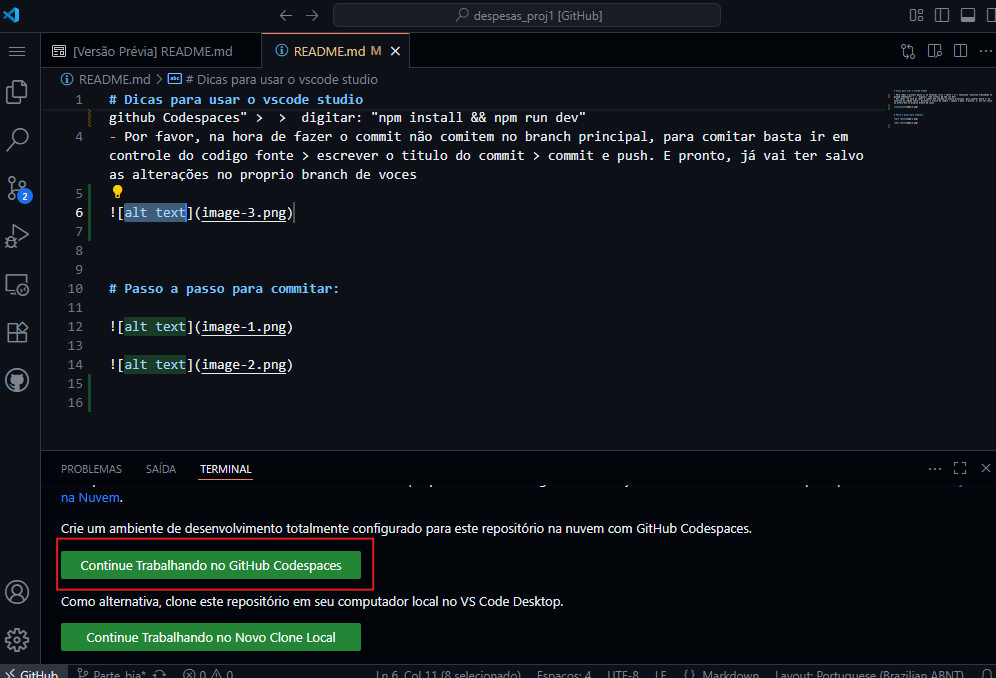 despesas_proj1 [GitHub]
[Versão Prévia] README.md
README.md M
README.md > # Dicas para usar o vscode studio
1 # Dicas para usar o vscode studio
github Codespaces" > > digitar: "npm install && npm run dev"
4 - Por favor, na hora de fazer o commit não comitem no branch principal, para comitar basta ir em
controle do codigo fonte > escrever o titulo do commit > commit e push. E pronto, já vai ter salvo
as alterações no proprio branch de voces
5
6 ![alt text](image-3.png)
7
8
9
10 # Passo a passo para commitar:
11
12 ![alt text](image-1.png)
13
14 ![alt text](image-2.png)
15
16
2
PROBLEMAS SAÍDA TERMINAL
na Nuvem.
Crie um ambiente de desenvolvimento totalmente configurado para este repositório na nuvem com GitHub Codespaces.
Continue Trabalhando no GitHub Codespaces
Como alternativa, clone este repositório em seu computador local no VS Code Desktop.
Continue Trabalhando no Novo Clone Local
GitHub Parte_bia* 0 0 Ln 6, Col 11 (8 selecionado) Espaços: 4 UTF-8 LF {} Markdown Layout: Portuguese (Brazilian ABNT)